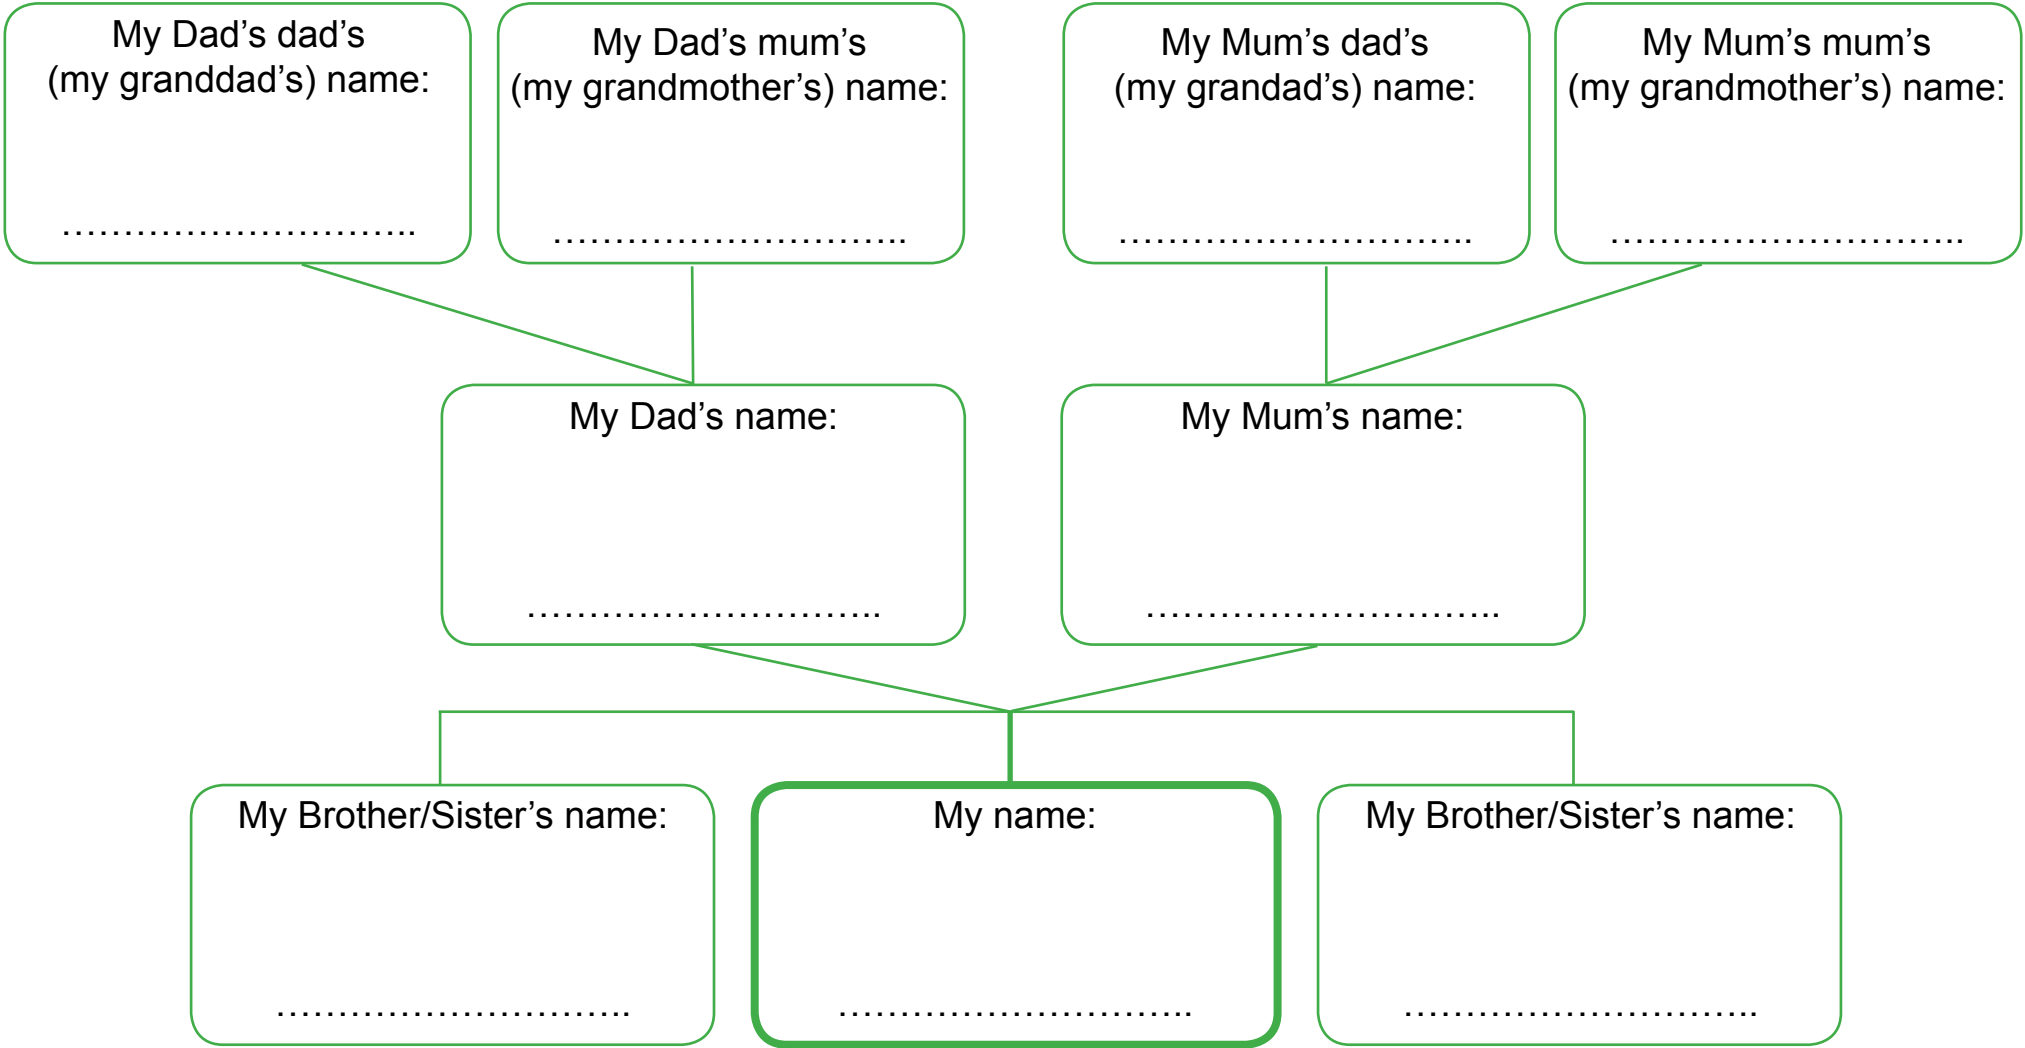 My Dad’s dad’s
(my granddad’s) name:
………………………..
My Dad’s mum’s
(my grandmother’s) name:
………………………..
My Mum’s dad’s
(my grandad’s) name:
………………………..
My Mum’s mum’s
(my grandmother’s) name:
………………………..
My Dad’s name:
………………………..
My Mum’s name:
………………………..
My Brother/Sister’s name:
………………………..
My name:
………………………..
My Brother/Sister’s name:
………………………..